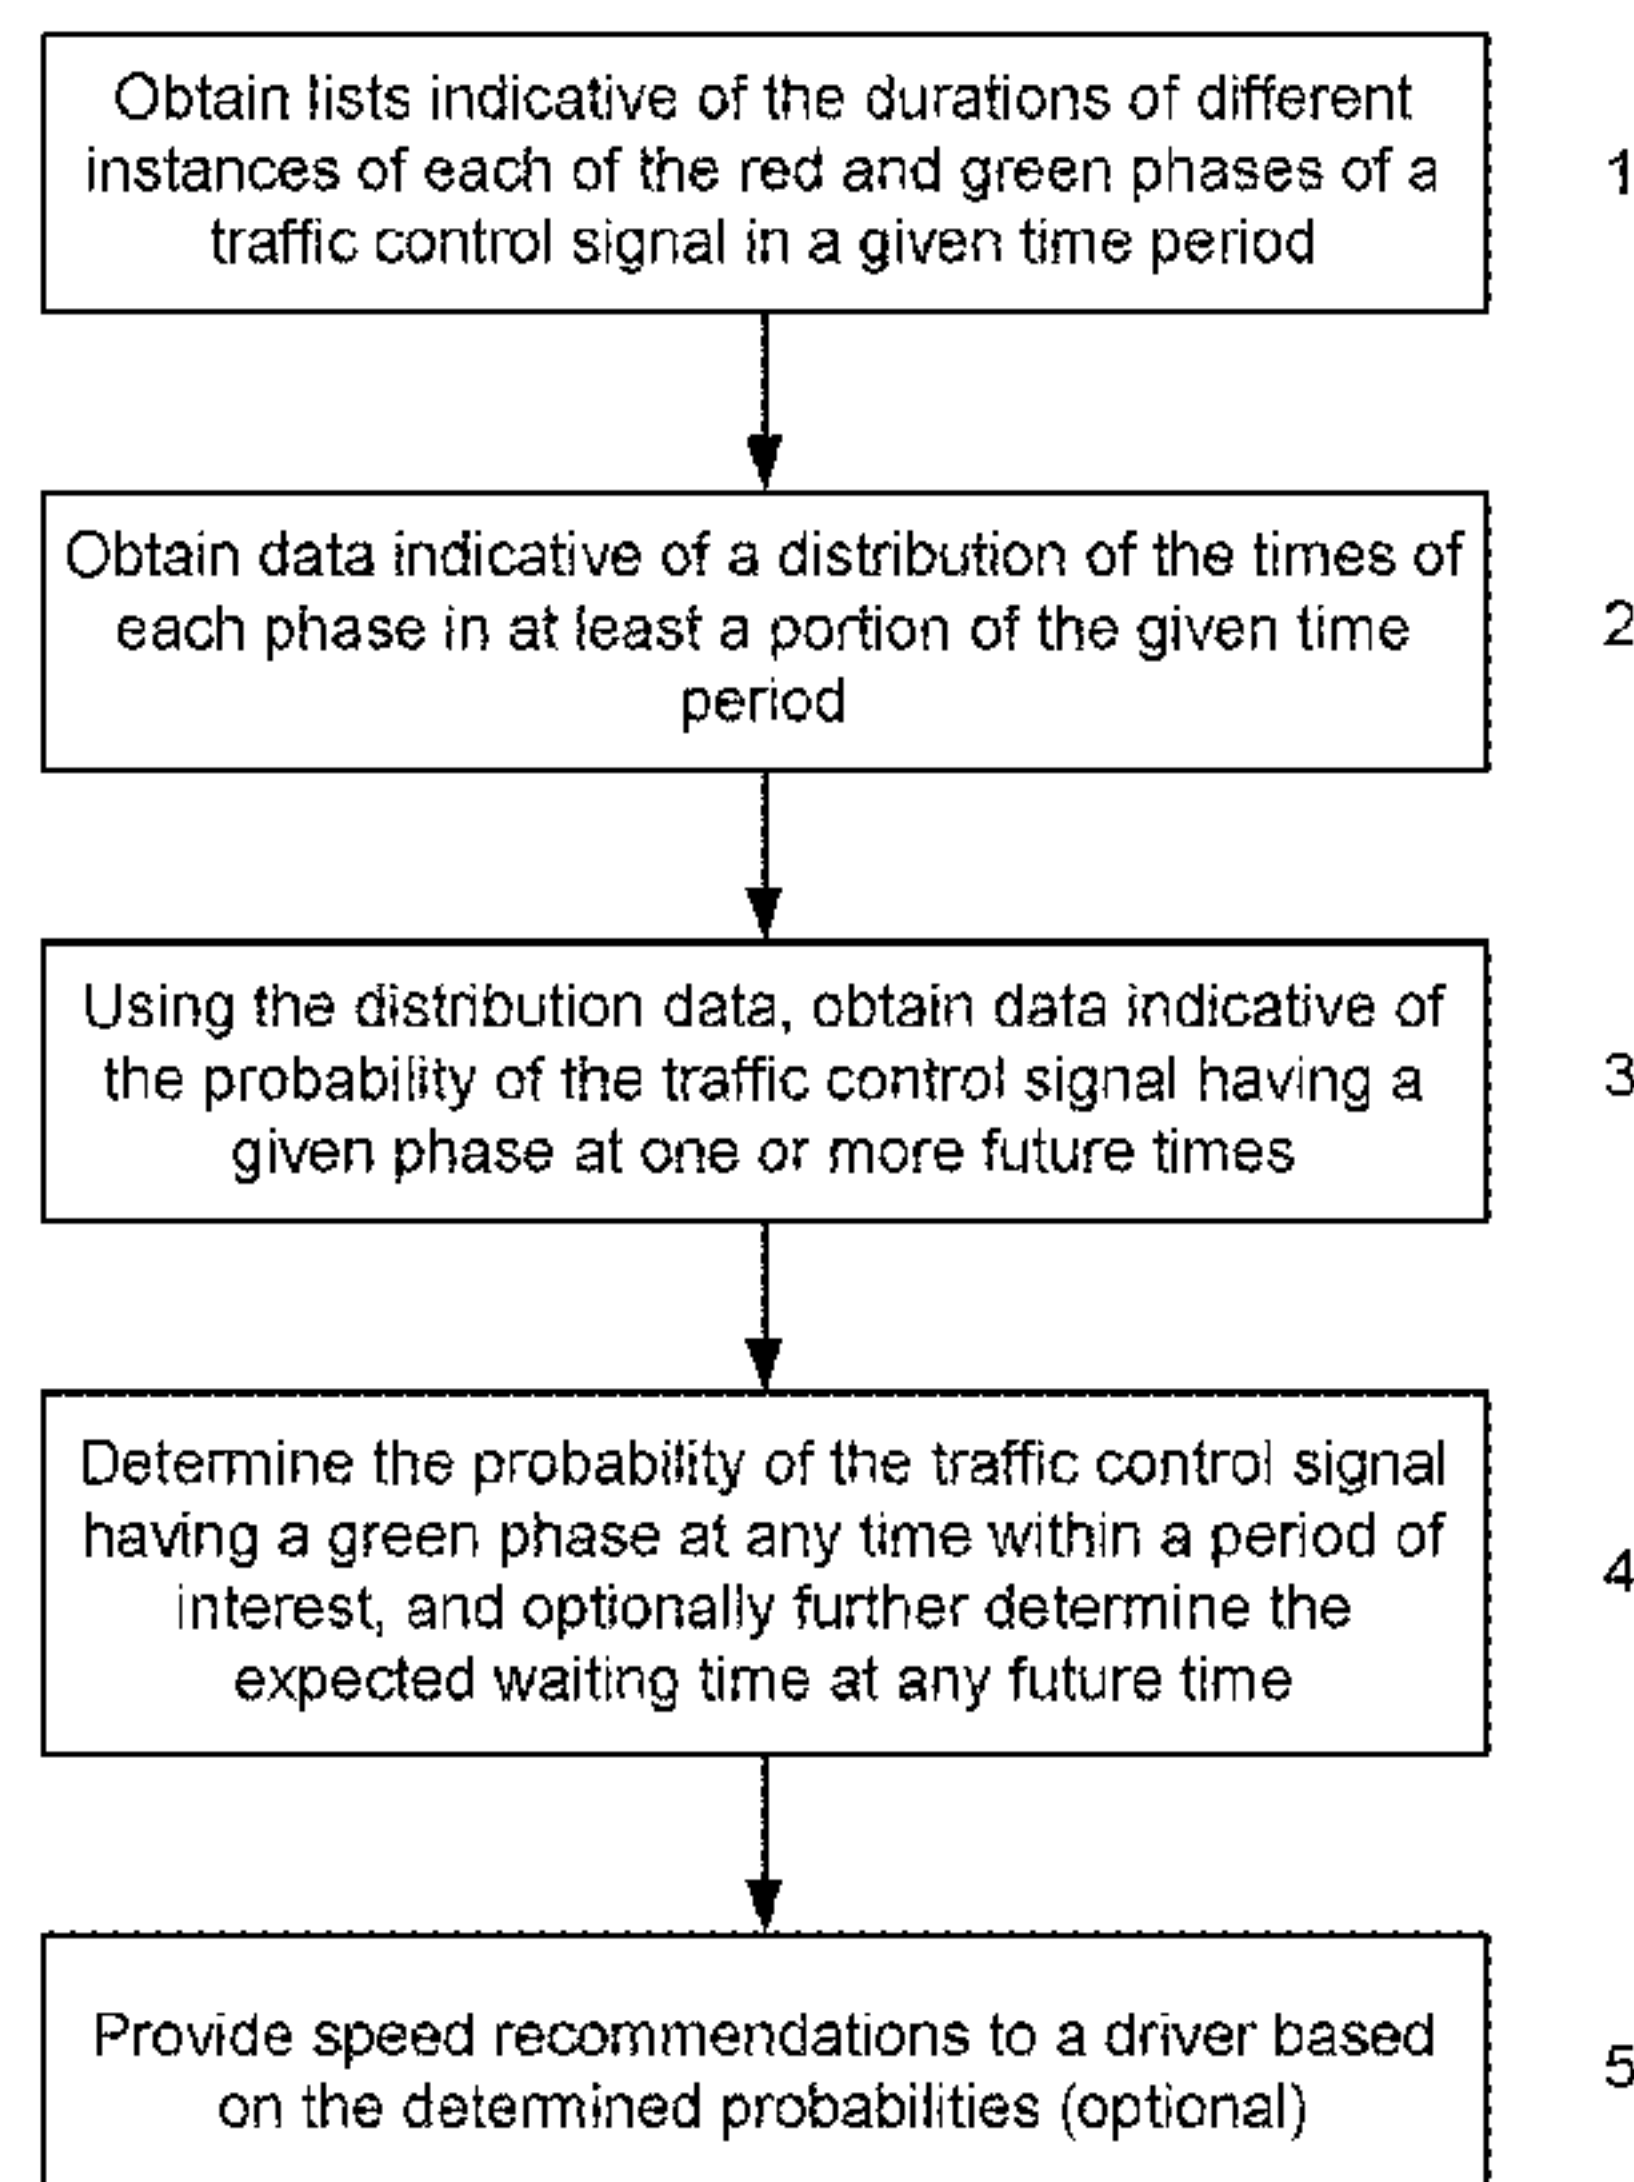 Obtain lists indicative of the durations of different
instances of each of the red and green phases of a
traffic control signal in a given time period
1
Obtain data indicative of a distribution of the times of
each phase in at least a portion of the given time
period
2
Using the distribution data, obtain data indicative of
the probability of the traffic control signal having a
given phase at one or more future times
3
Determine the probability of the traffic control signal
having a green phase at any time within a period of
interest, and optionally further determine the
expected waiting time at any future time
4
Provide speed recommendations to a driver based
on the determined probabilities (optional)
5